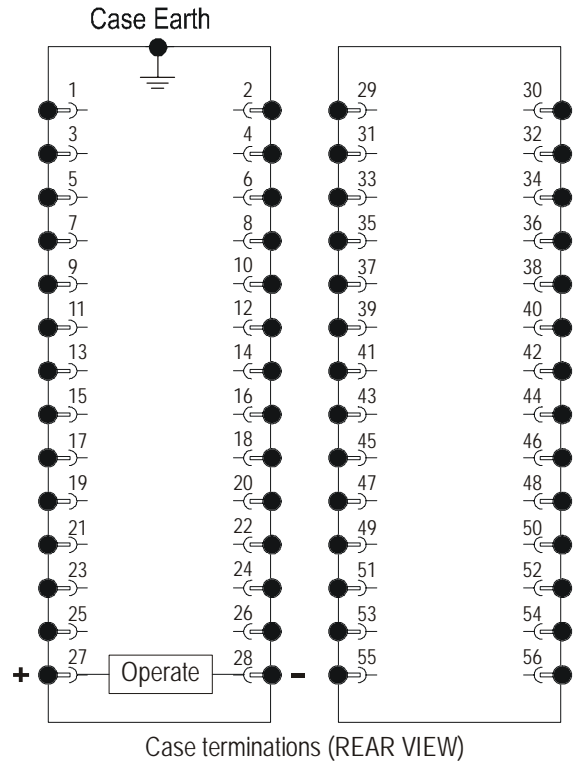 Case Earth
1 2 29 30
3 4 31 32
5 6 33 34
7 8 35 36
9 10 37 38
11 12 39 40
13 14 41 42
15 16 43 44
17 18 45 46
19 20 47 48
21 22 49 50
23 24 51 52
25 26 53 54
+ 27 Operate 28 - 55 56
Case terminations (REAR VIEW)